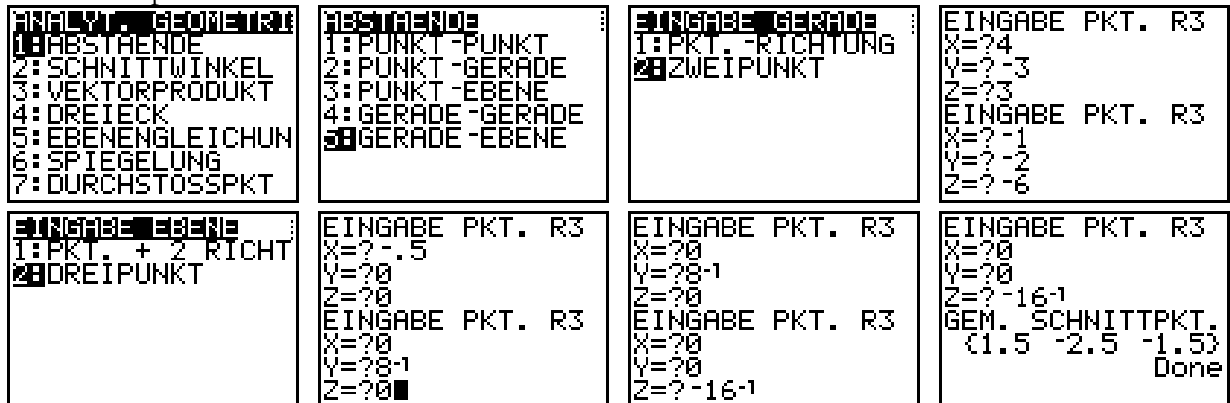 ANALYT. GEOMETRI
1:ABSTAENDE
2:SCHNITTWINKEL
3:VEKTORPRODUKT
4:DREIECK
5:EBENENGLEICHUN
6:SPIEGELUNG
7:DURCHSTOSSPKT
ABSTAENDE
1:PUNKT-PUNKT
2:PUNKT-GERADE
3:PUNKT-EBENE
4:GERADE-GERADE
5:GERADE-EBENE
EINGABE GERADE
1:PKT.-RICHTUNG
2:ZWEIPUNKT
EINGABE PKT. R3
X=?4
Y=?-3
Z=?3
EINGABE PKT. R3
X=?-1
Y=?-2
Z=?-6
EINGABE EBENE
1:PKT. + 2 RICHT
2:DREIPUNKT
EINGABE PKT. R3
X=?-.5
Y=?0
Z=?0
EINGABE PKT. R3
X=?0
Y=?8⁻¹
Z=?0
EINGABE PKT. R3
X=?0
Y=?8⁻¹
Z=?0
EINGABE PKT. R3
X=?0
Y=?0
Z=?-16⁻¹
EINGABE PKT. R3
X=?0
Y=?0
Z=?-16⁻¹
GEM. SCHNITTPKT.
{1.5 -2.5 -1.5}
Done